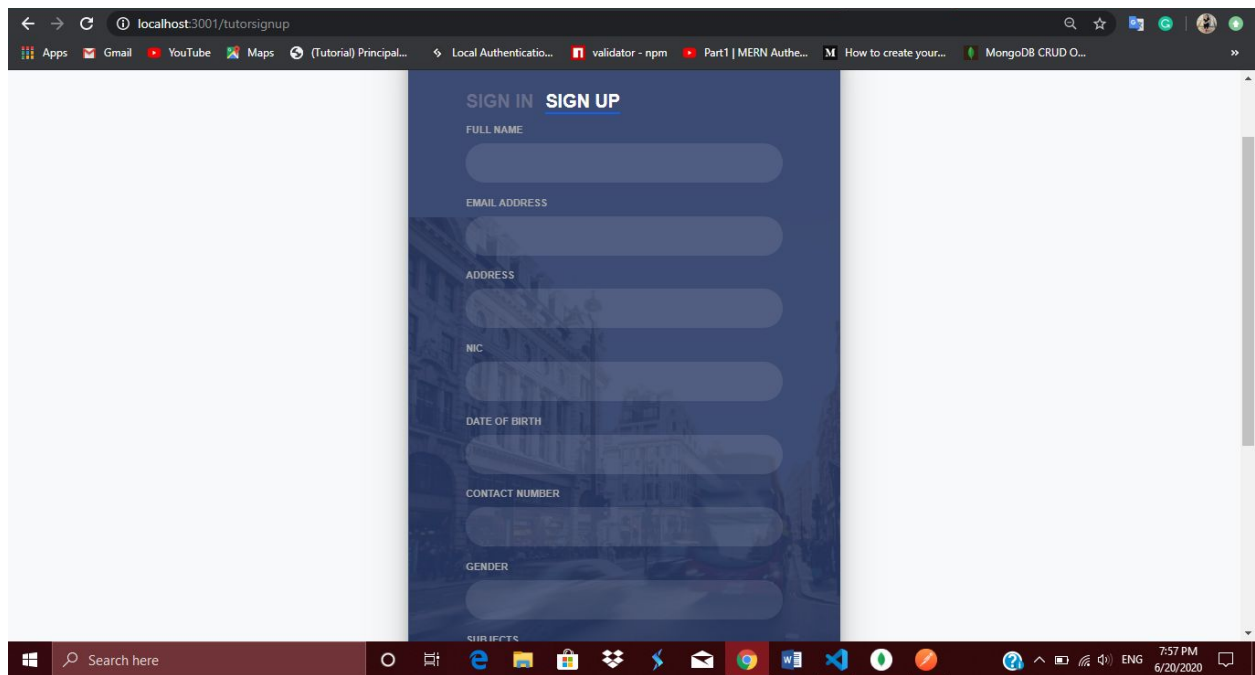 localhost:3001/tutorsignup
Apps Gmail YouTube Maps (Tutorial) Principal... Local Authenticatio... validator - npm Part1 | MERN Authe... How to create your... MongoDB CRUD O... »
SIGN IN SIGN UP
FULL NAME
EMAIL ADDRESS
ADDRESS
NIC
DATE OF BIRTH
CONTACT NUMBER
GENDER
SUBJECTS
Search here
ENG
7:57 PM
6/20/2020